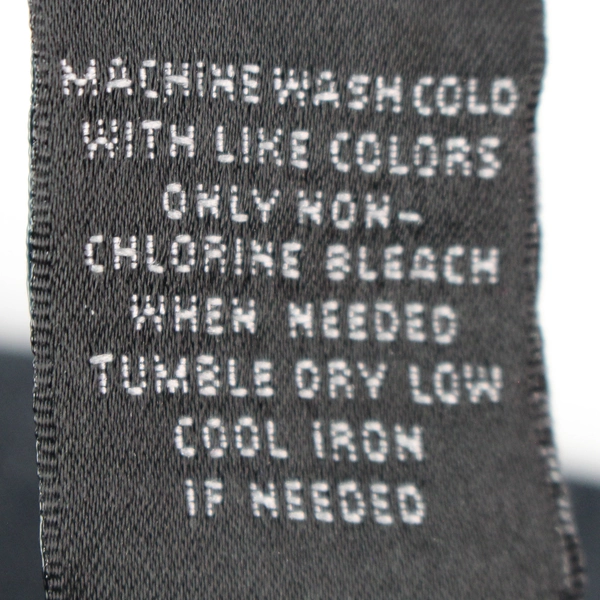 MACHINE WASH COLD
WITH LIKE COLORS
ONLY NON-
CHLORINE BLEACH
WHEN NEEDED
TUMBLE DRY LOW
COOL IRON
IF NEEDED